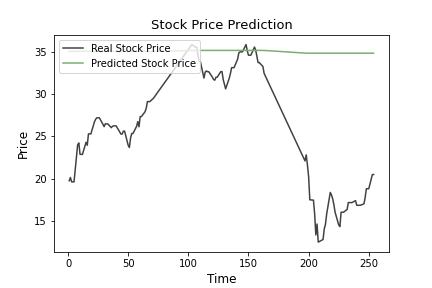 Stock Price Prediction
Real Stock Price
Predicted Stock Price
Price
35
30
25
20
15
0 50 100 150 200 250
Time